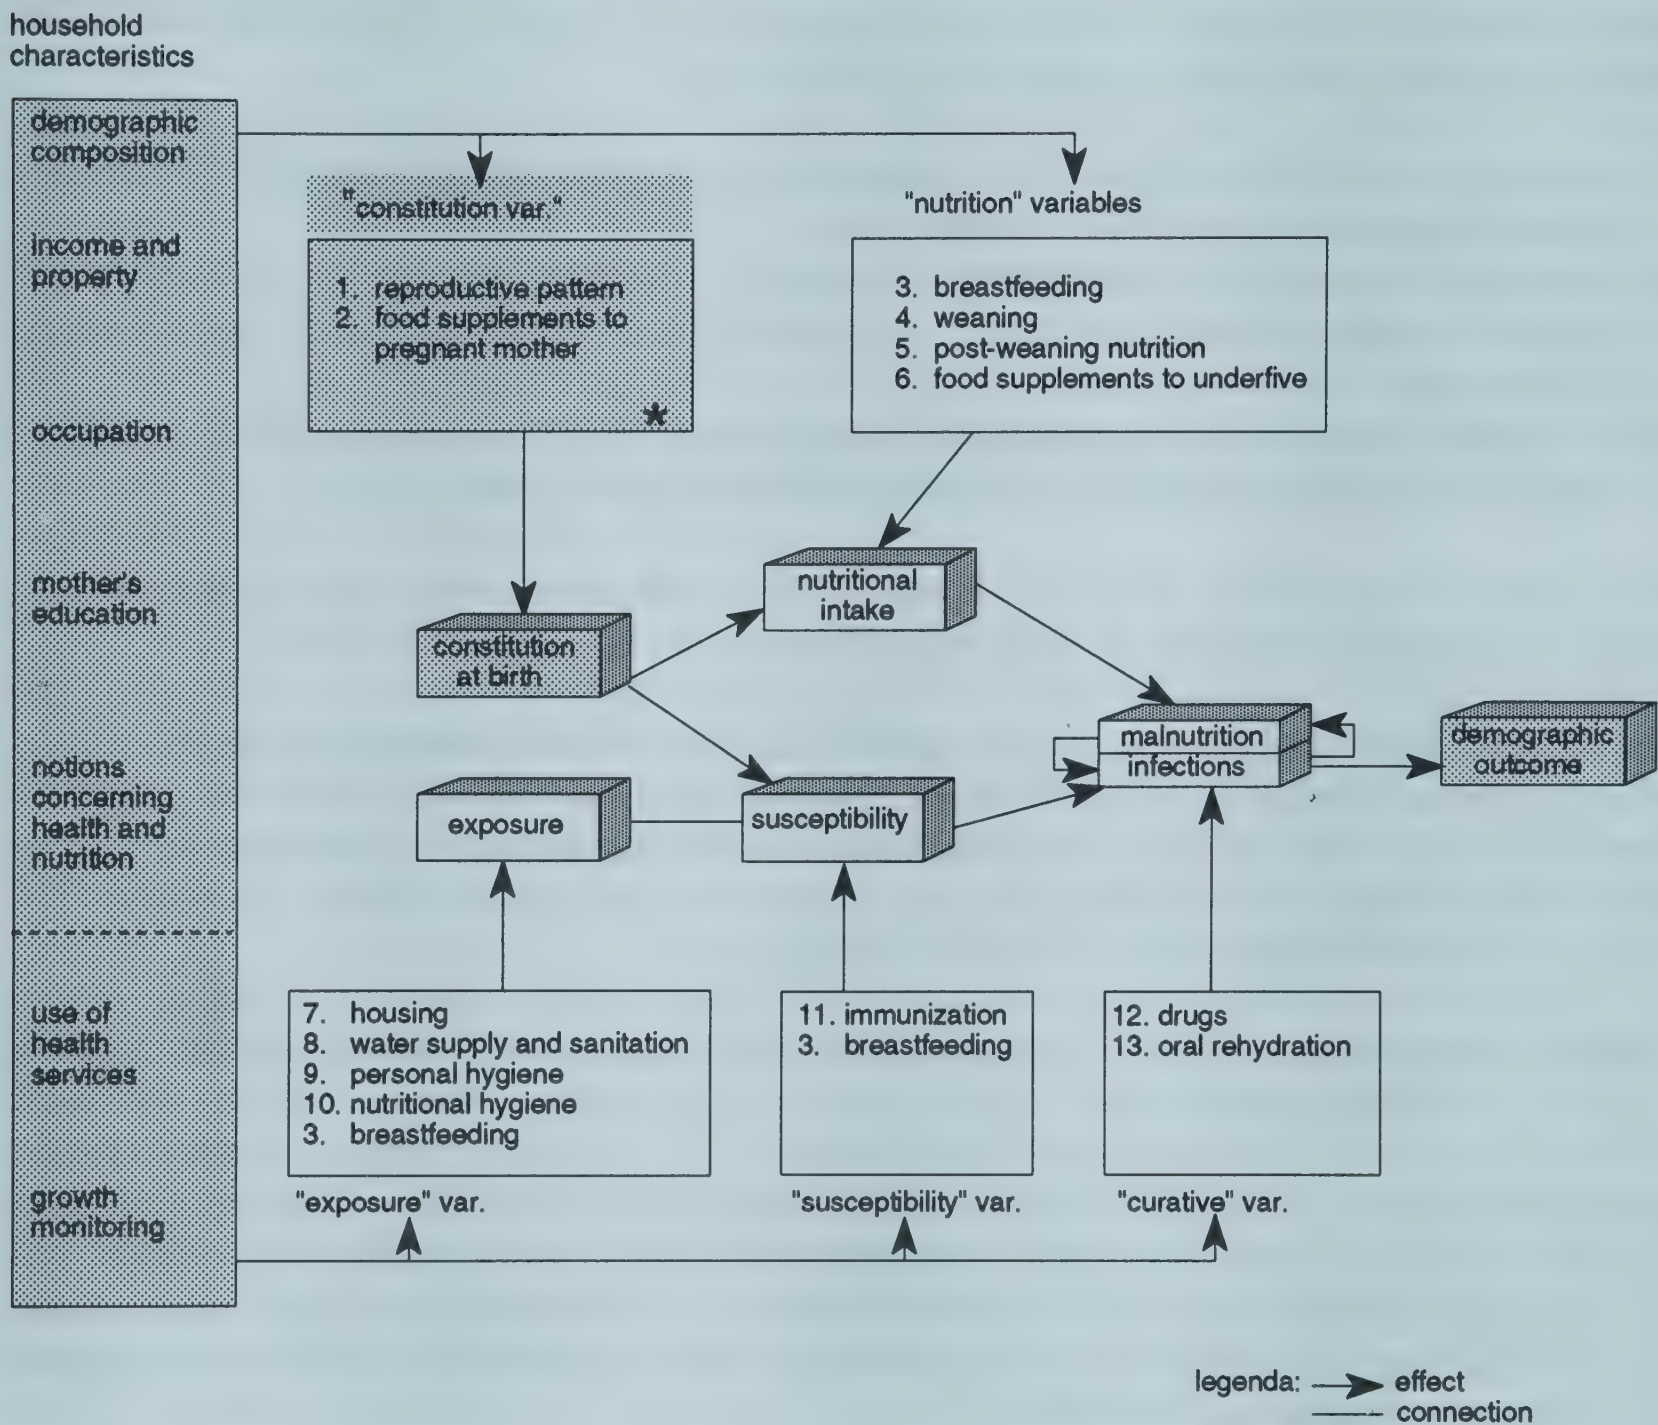 household
characteristics
demographic
composition
income and
property
occupation
mother's
education
notions
concerning
health and
nutrition
use of
health
services
growth
monitoring
"constitution var."
1. reproductive pattern
2. food supplements to
pregnant mother
*
"nutrition" variables
3. breastfeeding
4. weaning
5. post-weaning nutrition
6. food supplements to underfive
nutritional
intake
constitution
at birth
malnutrition
infections
demographic
outcome
exposure
susceptibility
7. housing
8. water supply and sanitation
9. personal hygiene
10. nutritional hygiene
3. breastfeeding
"exposure" var.
11. immunization
3. breastfeeding
"susceptibility" var.
12. drugs
13. oral rehydration
"curative" var.
legenda: effect
connection